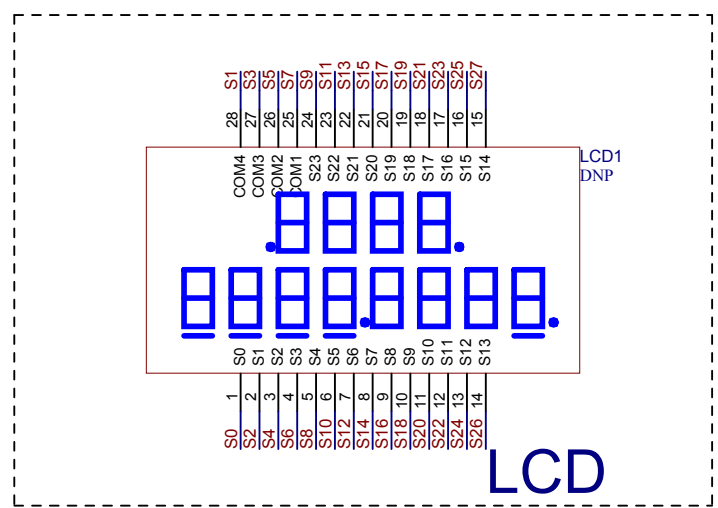 S1 S3 S5 S7 S9 S11 S13 S15 S17 S19 S21 S23 S25 S27
28 27 26 25 24 23 22 21 20 19 18 17 16 15
COM4 COM3 COM2 COM1 S23 S22 S21 S20 S19 S18 S17 S16 S15 S14
LCD1
DNP
S0 S1 S2 S3 S4 S5 S6 S7 S8 S9 S10 S11 S12 S13
1 2 3 4 5 6 7 8 9 10 11 12 13 14
S0 S2 S4 S6 S8 S10 S12 S14 S16 S18 S20 S22 S24 S26
LCD